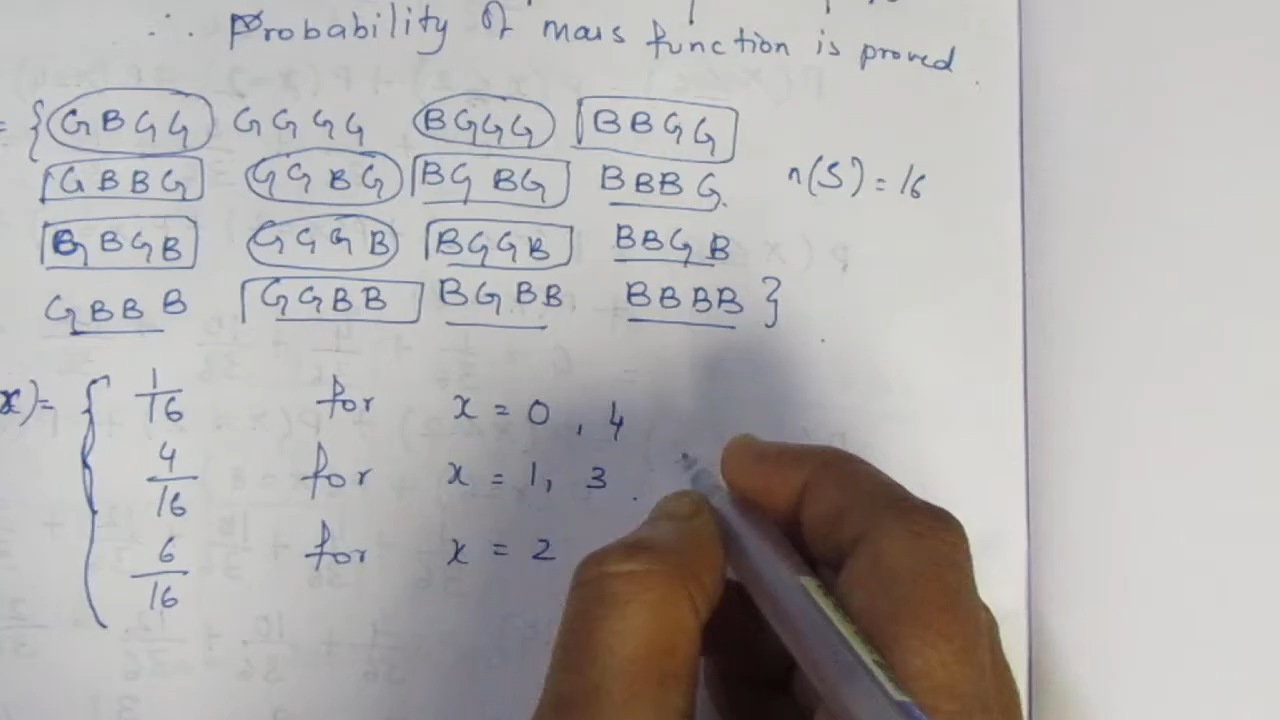 ∴ Probability of mass function is proved.
= { GBGG GGGG BGGG BBGG
GBBG GGBG BGBG BBBG. n(S) = 16
GBGB GGGB BGGB BBGB
GBBB GGBB BGBB BBBB }
x) = { 1/16 for x = 0, 4
4/16 for x = 1, 3.
6/16 for x = 2